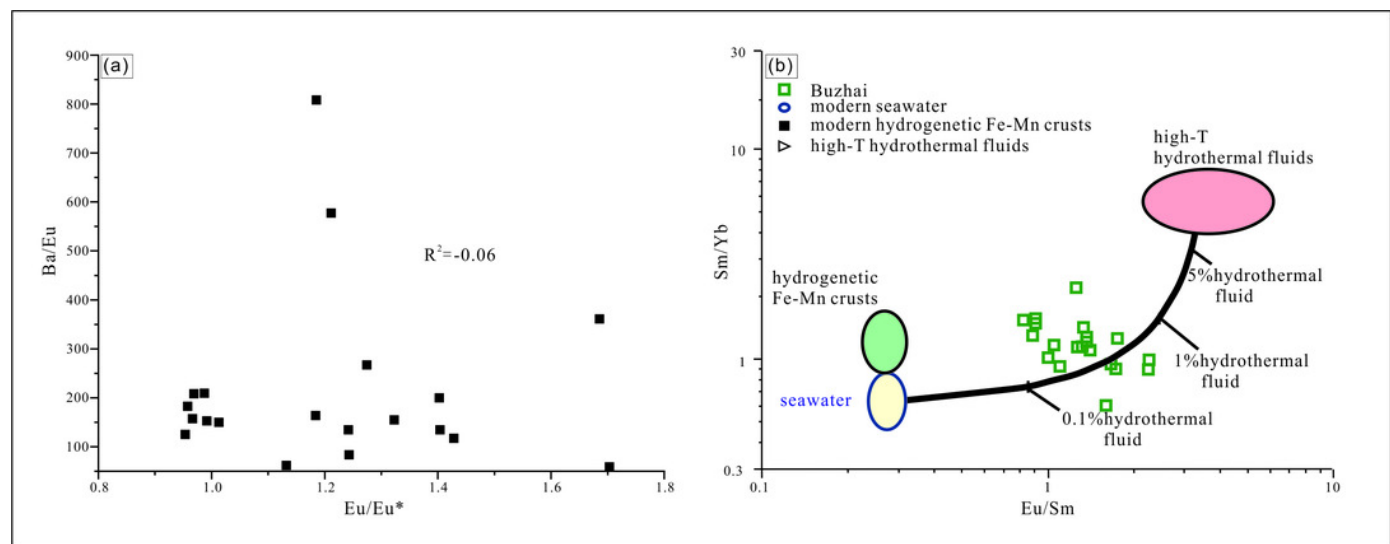 (a)
900
800
700
600
500
400
300
200
100
Ba/Eu
R²=-0.06
0.8
1.0
1.2
1.4
1.6
1.8
Eu/Eu*
(b)
30
10
1
0.3
Sm/Yb
Buzhai
modern seawater
modern hydrogenetic Fe-Mn crusts
high-T hydrothermal fluids
high-T
hydrothermal fluids
hydrogenetic
Fe-Mn crusts
seawater
5%hydrothermal
fluid
1%hydrothermal
fluid
0.1%hydrothermal
fluid
0.1
1
10
Eu/Sm